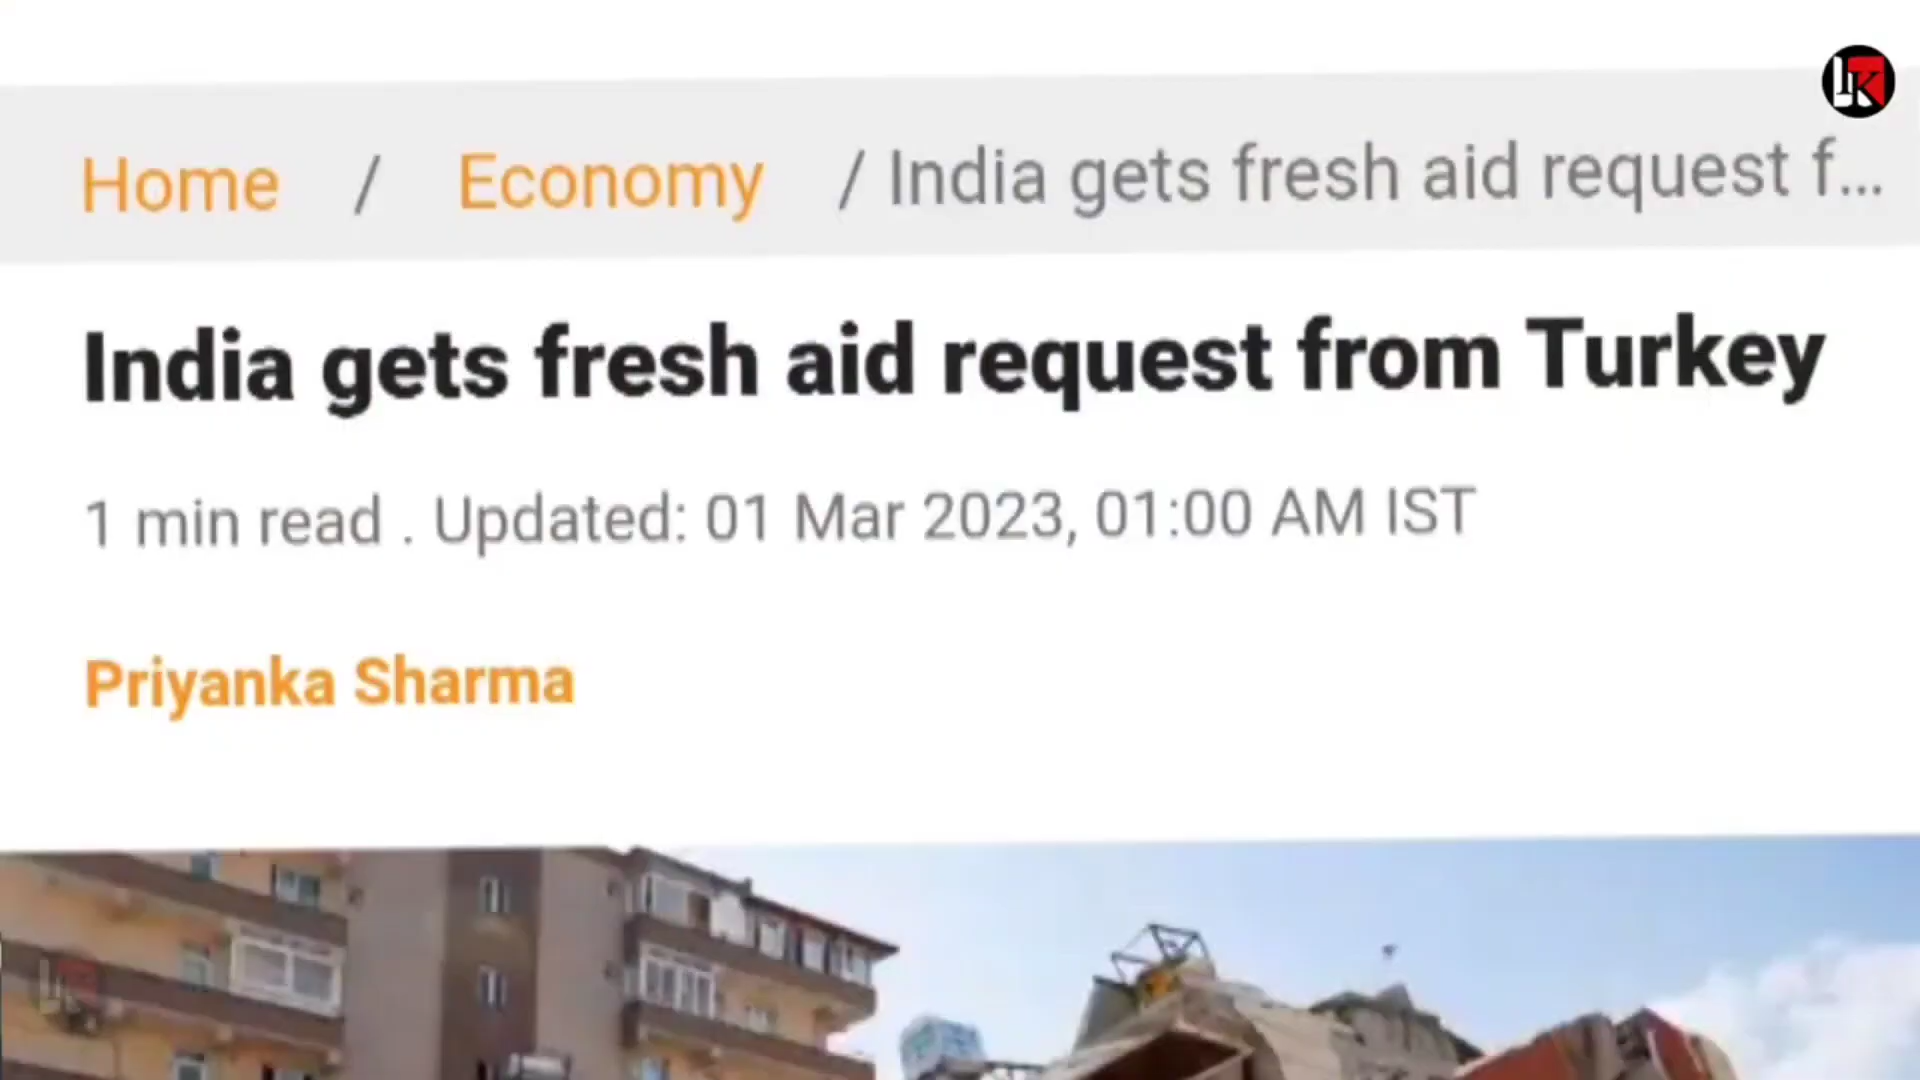 Home / Economy / India gets fresh aid request f...
India gets fresh aid request from Turkey
1 min read . Updated: 01 Mar 2023, 01:00 AM IST
Priyanka Sharma